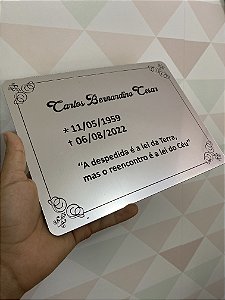 Carlos Bernardino Cesar
* 11/05/1959
† 06/08/2022
“A despedida é a lei da Terra,
mas o reencontro é a lei do Céu”